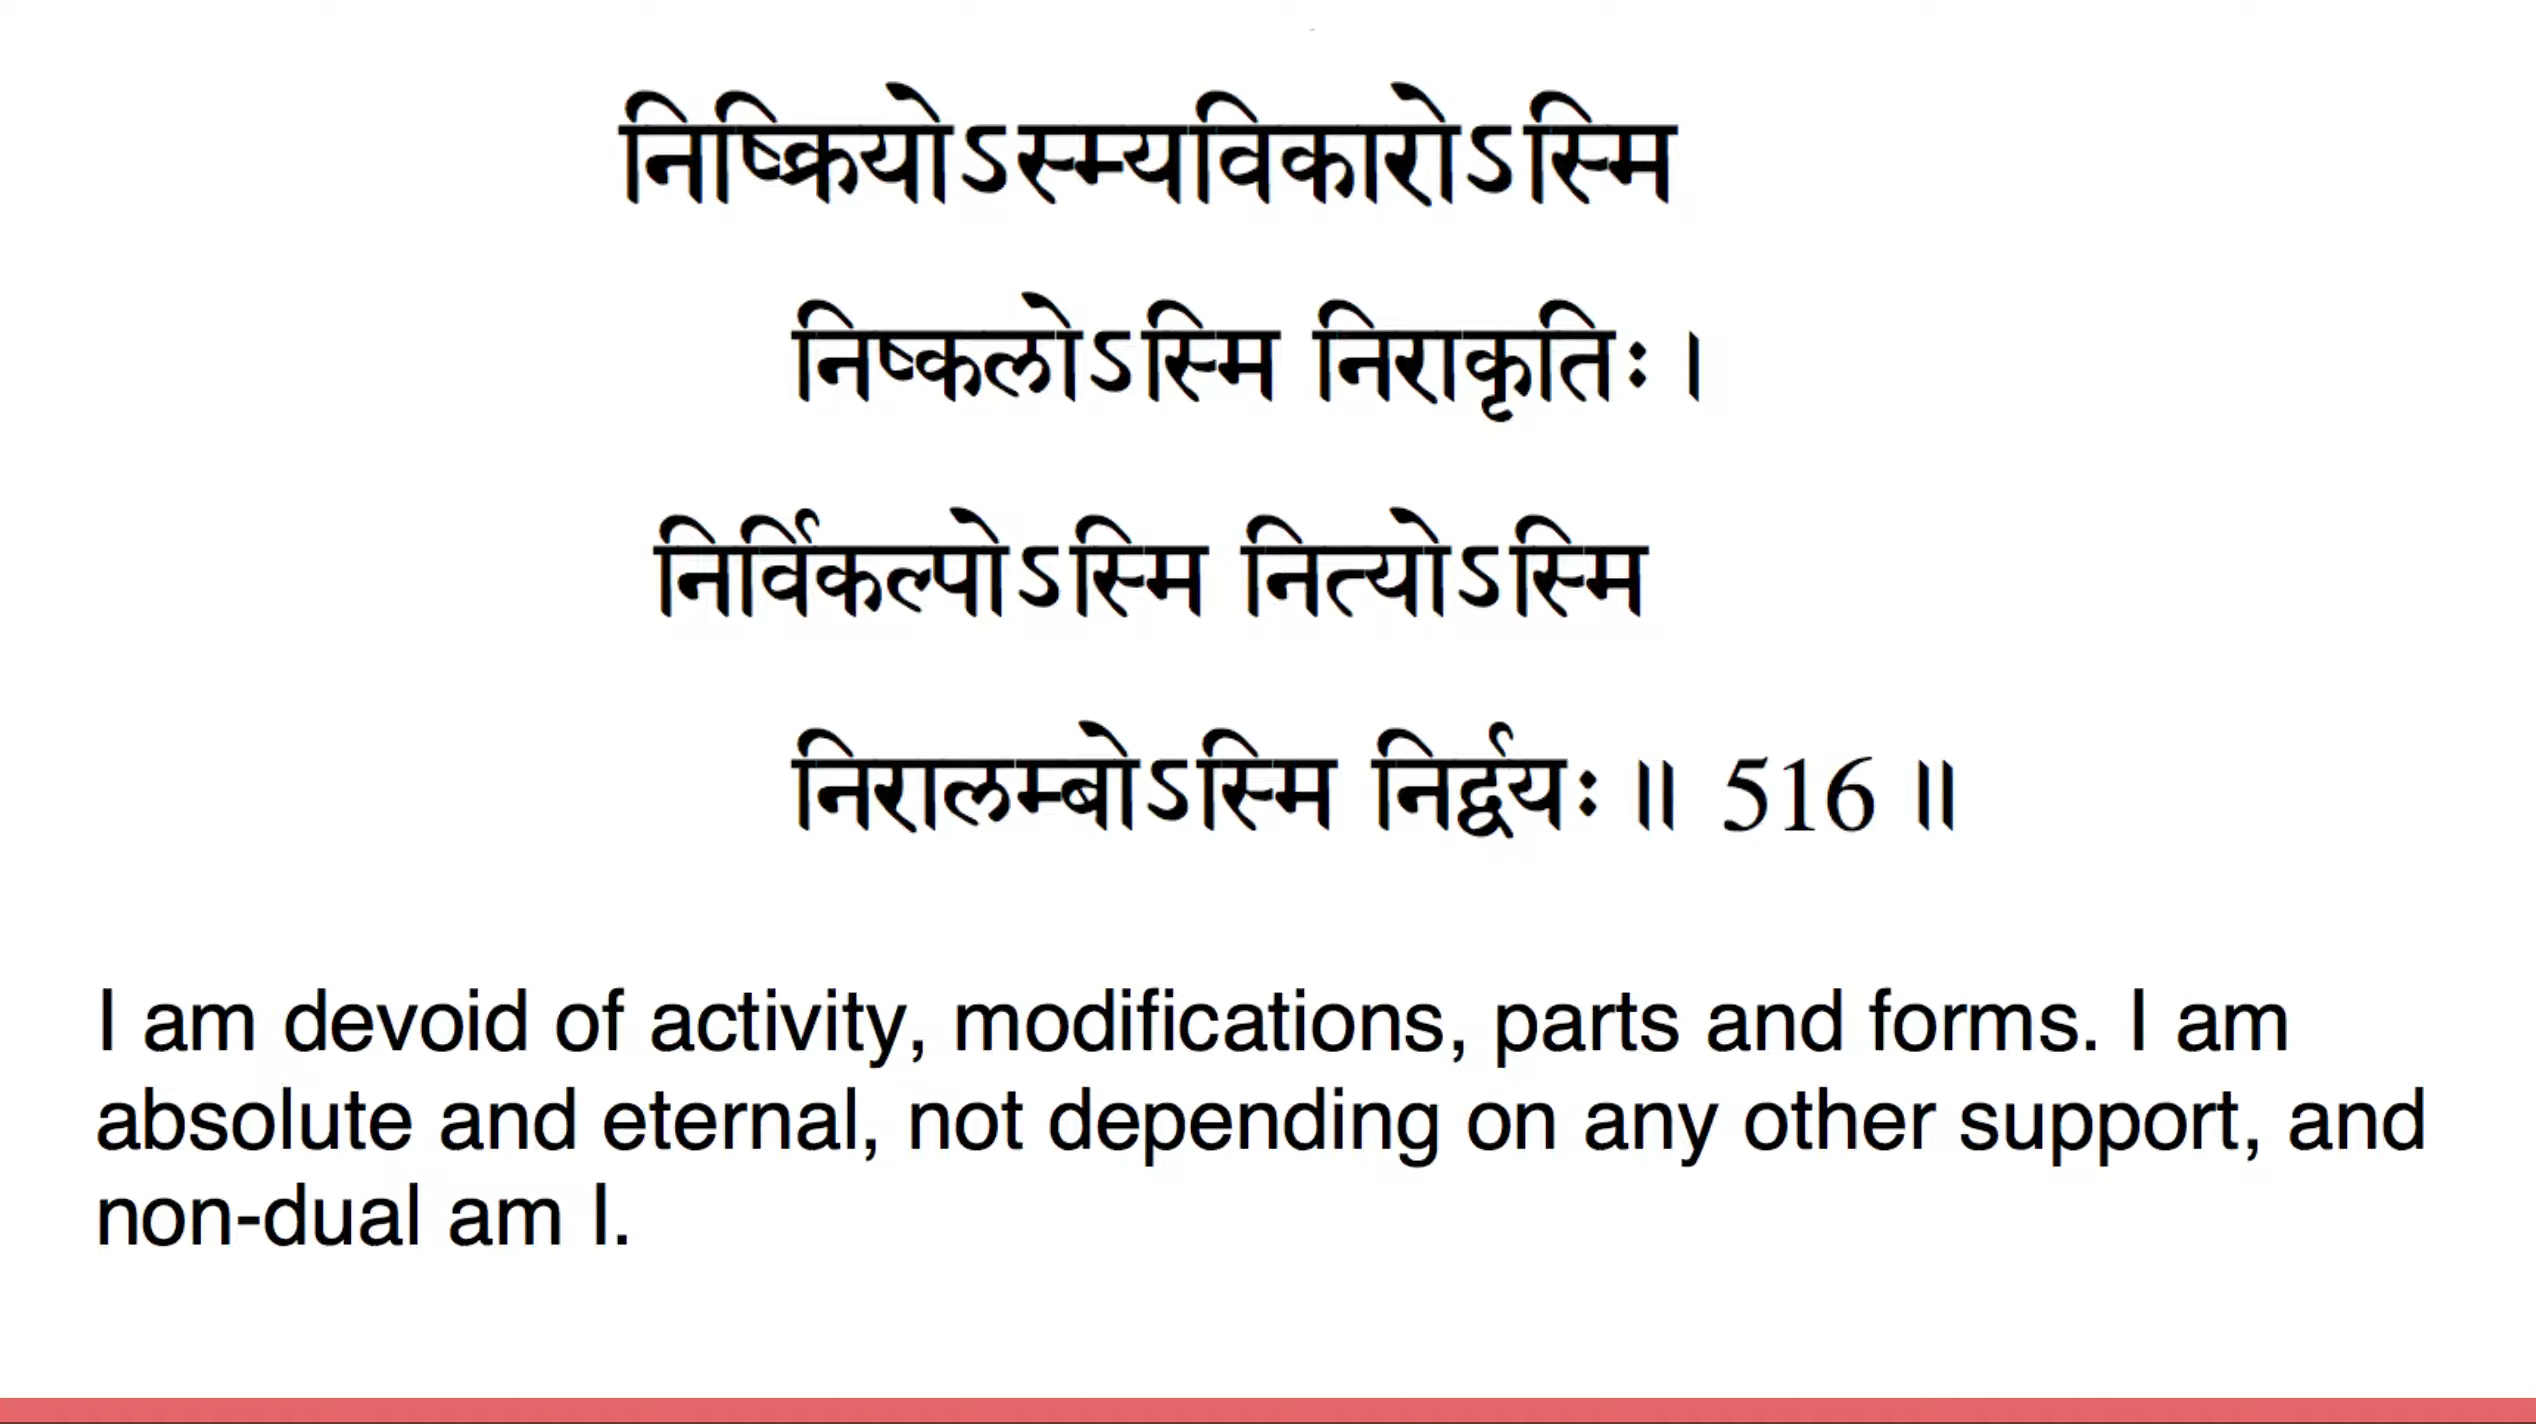 निष्क्रियोऽस्म्यविकारोऽस्मि
निष्कलोऽस्मि निराकृतिः ।
निर्विकल्पोऽस्मि नित्योऽस्मि
निरालम्बोऽस्मि निर्द्वयः ॥ 516 ॥
I am devoid of activity, modifications, parts and forms. I am
absolute and eternal, not depending on any other support, and
non-dual am I.